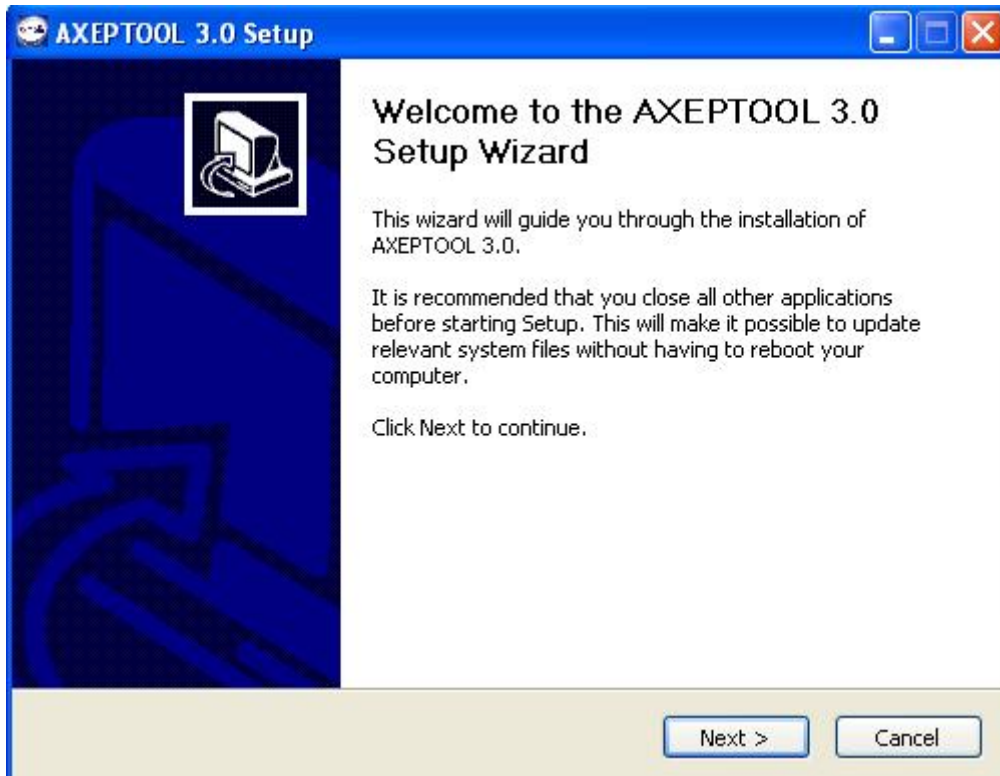 AXEPTOOL 3.0 Setup
Welcome to the AXEPTOOL 3.0
Setup Wizard
This wizard will guide you through the installation of
AXEPTOOL 3.0.
It is recommended that you close all other applications
before starting Setup. This will make it possible to update
relevant system files without having to reboot your
computer.
Click Next to continue.
Next >
Cancel